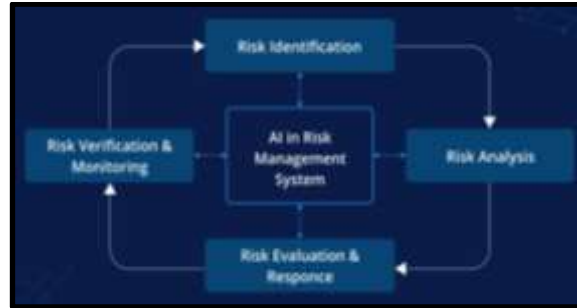 Risk Identification
Risk Verification &
Monitoring
AI in Risk
Management
System
Risk Analysis
Risk Evaluation &
Responce